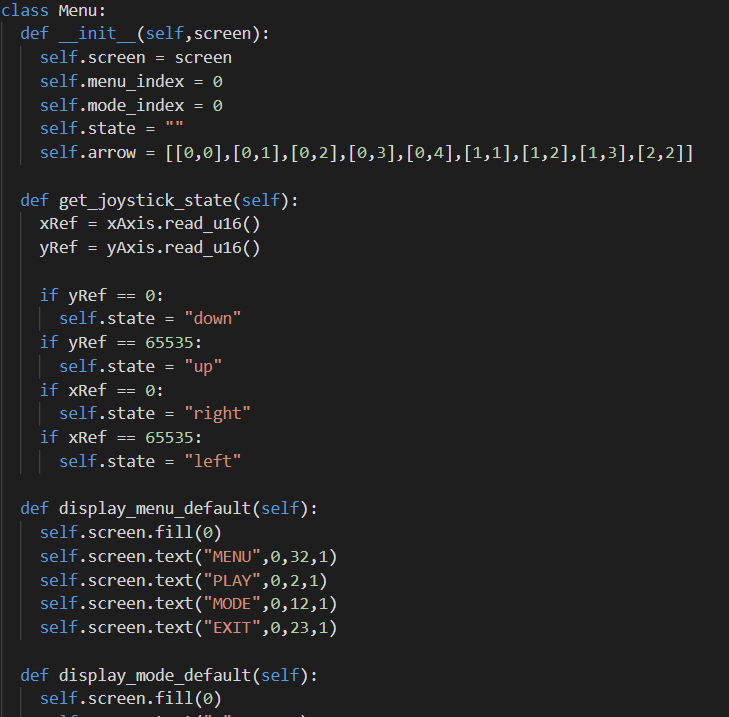 class Menu:
  def __init__(self,screen):
    self.screen = screen
    self.menu_index = 0
    self.mode_index = 0
    self.state = ""
    self.arrow = [[0,0],[0,1],[0,2],[0,3],[0,4],[1,1],[1,2],[1,3],[2,2]]
  def get_joystick_state(self):
    xRef = xAxis.read_u16()
    yRef = yAxis.read_u16()
    if yRef == 0:
      self.state = "down"
    if yRef == 65535:
      self.state = "up"
    if xRef == 0:
      self.state = "right"
    if xRef == 65535:
      self.state = "left"
  def display_menu_default(self):
    self.screen.fill(0)
    self.screen.text("MENU",0,32,1)
    self.screen.text("PLAY",0,2,1)
    self.screen.text("MODE",0,12,1)
    self.screen.text("EXIT",0,23,1)
  def display_mode_default(self):
    self.screen.fill(0)